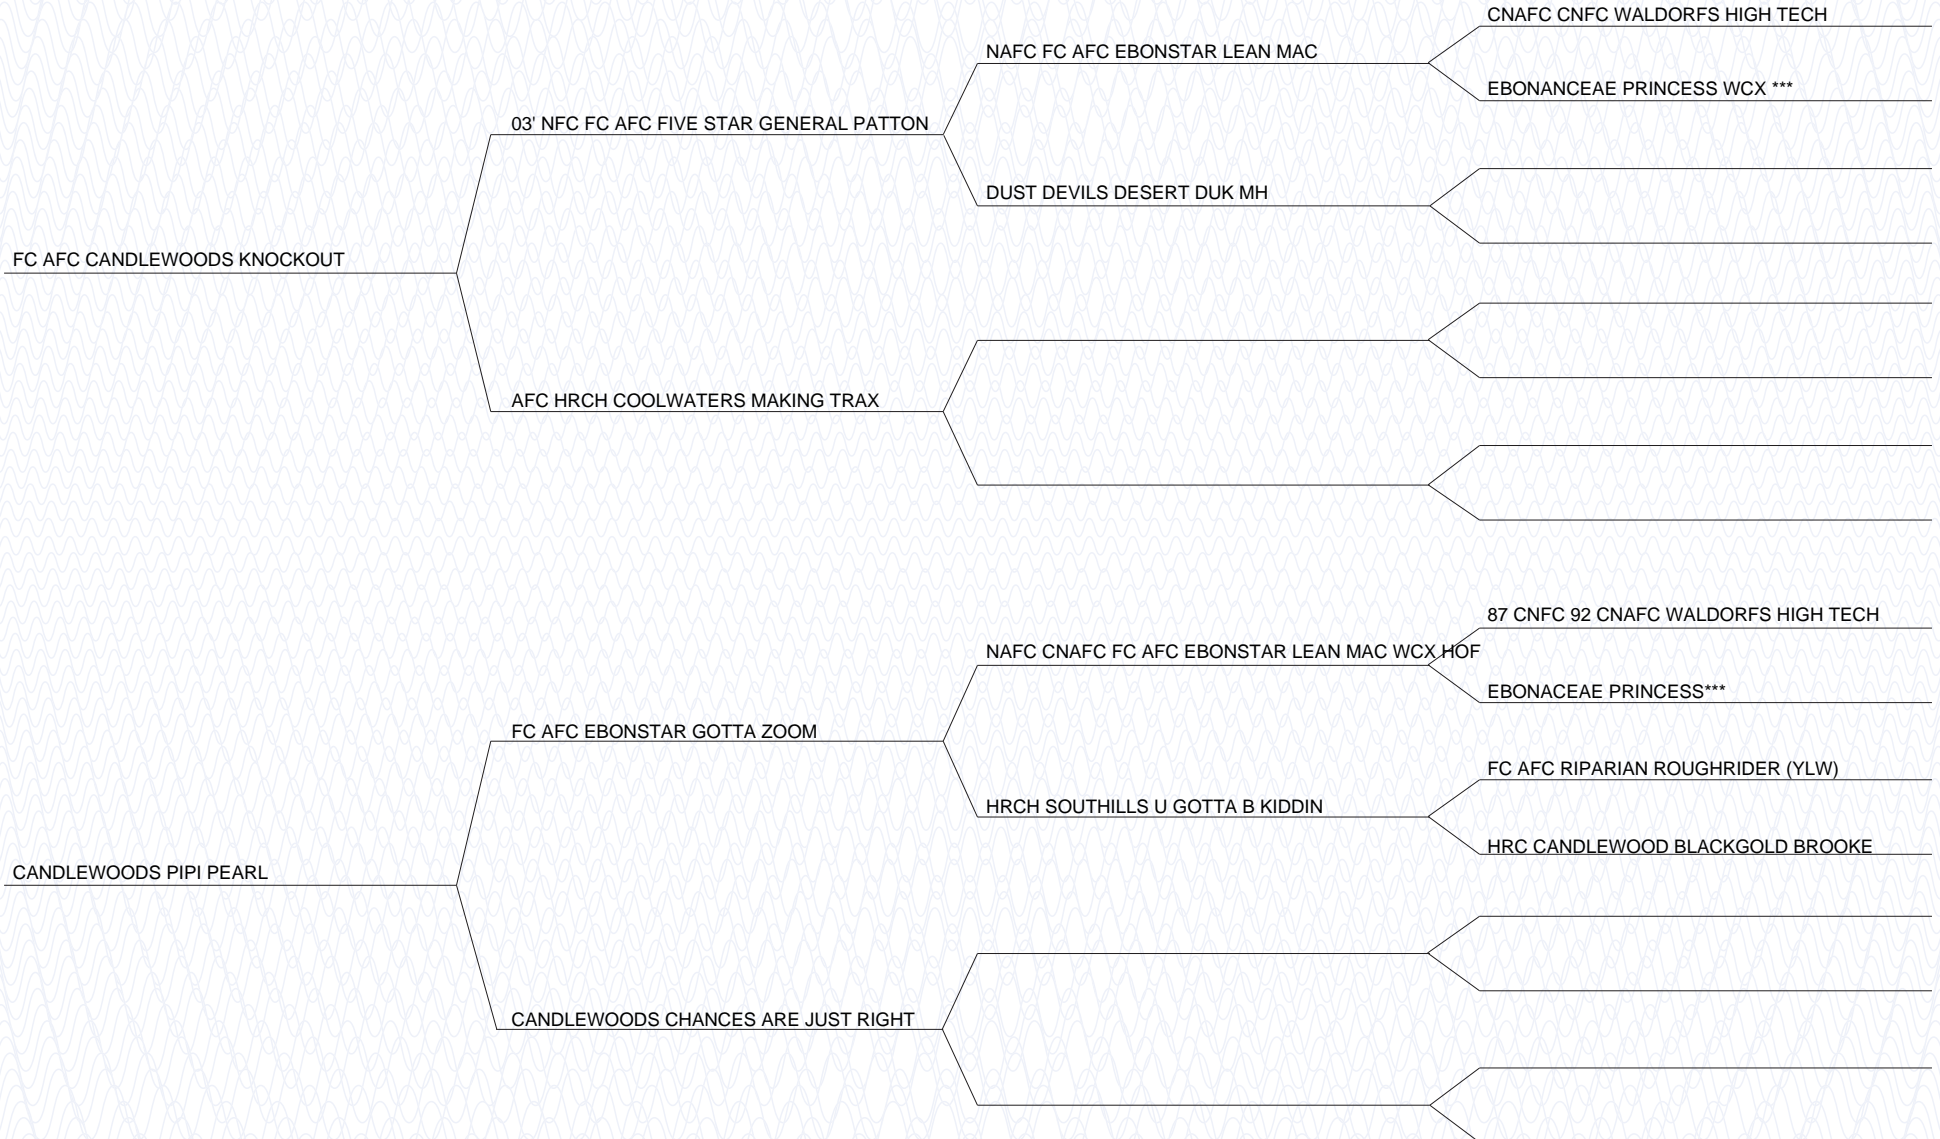 CNAFC CNFC WALDORFS HIGH TECH
NAFC FC AFC EBONSTAR LEAN MAC
EBONANCEAE PRINCESS WCX ***
03' NFC FC AFC FIVE STAR GENERAL PATTON
DUST DEVILS DESERT DUK MH
FC AFC CANDLEWOODS KNOCKOUT
AFC HRCH COOLWATERS MAKING TRAX
87 CNFC 92 CNAFC WALDORFS HIGH TECH
NAFC CNAFC FC AFC EBONSTAR LEAN MAC WCX HOF
EBONACEAE PRINCESS***
FC AFC EBONSTAR GOTTA ZOOM
FC AFC RIPARIAN ROUGHRIDER (YLW)
HRCH SOUTHILLS U GOTTA B KIDDIN
HRC CANDLEWOOD BLACKGOLD BROOKE
CANDLEWOODS PIPI PEARL
CANDLEWOODS CHANCES ARE JUST RIGHT